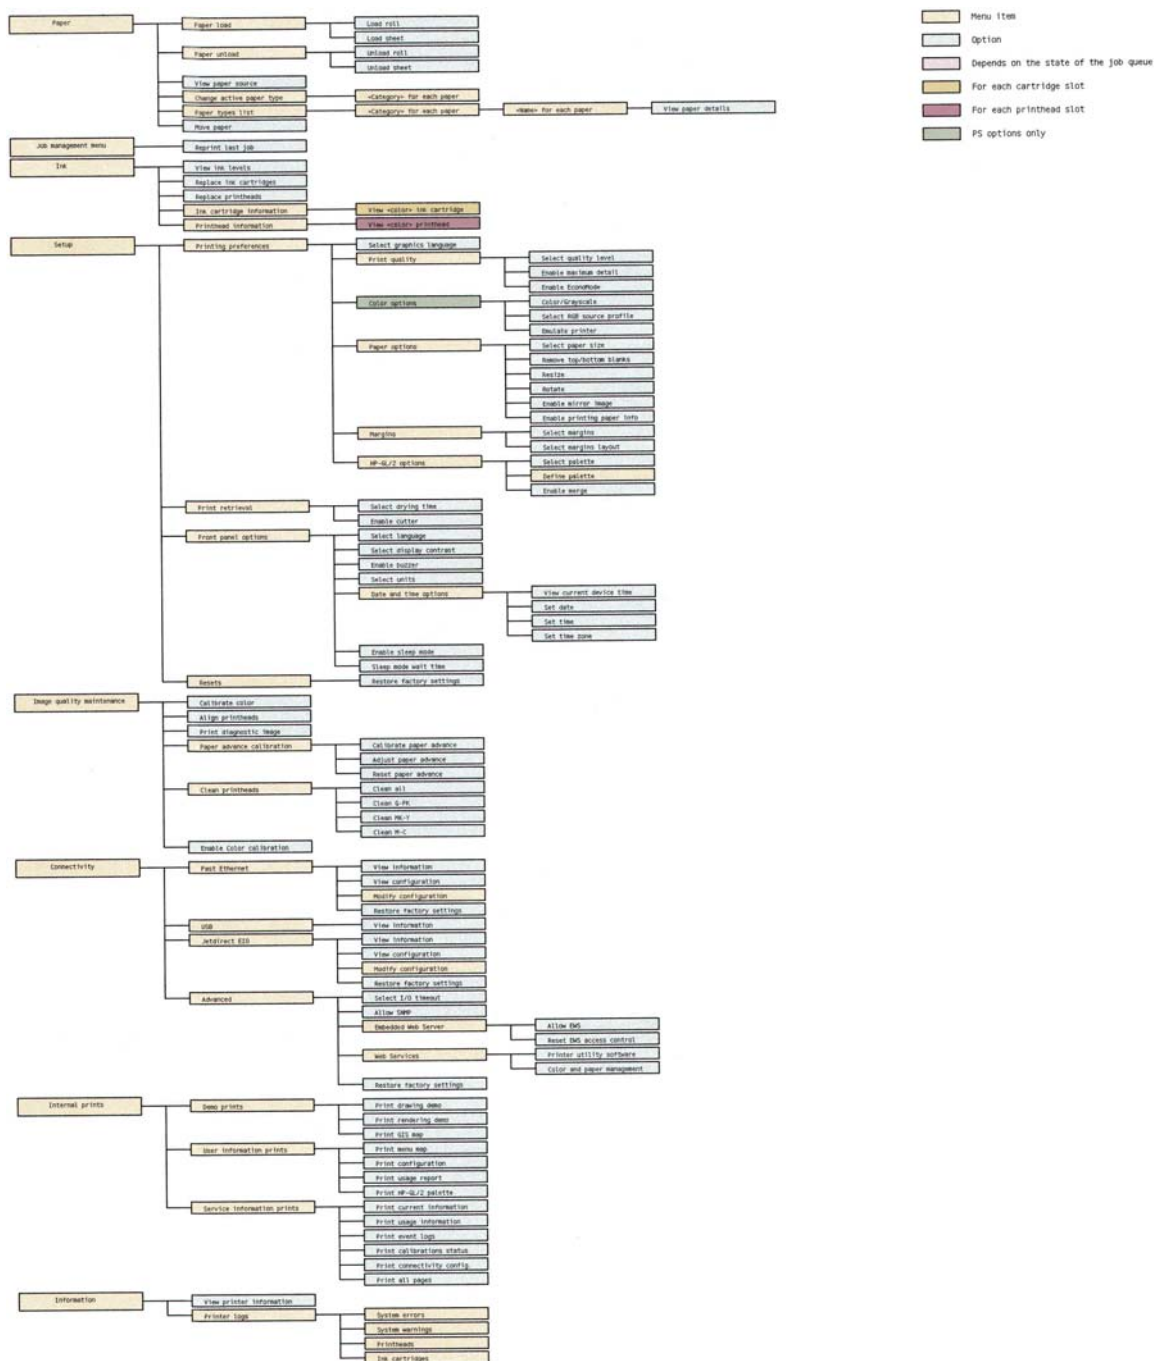 Paper
Paper load
Load roll
Load sheet
Paper unload
Unload roll
Unload sheet
View paper source
Change active paper type
<Category> for each paper
Paper types list
<Category> for each paper
<Name> for each paper
View paper details
Move paper
Job management menu
Reprint last job
Ink
View ink levels
Replace ink cartridges
Replace printheads
Ink cartridge information
View <color> ink cartridge
Printhead information
View <color> printhead
Setup
Printing preferences
Select graphics language
Print quality
Select quality level
Enable maximum detail
Enable EconoMode
Color options
Color/Grayscale
Select RGB source profile
Emulate printer
Paper options
Select paper size
Remove top/bottom blanks
Resize
Rotate
Enable mirror image
Enable printing paper info
Margins
Select margins
Select margins layout
HP-GL/2 options
Select palette
Define palette
Enable merge
Print retrieval
Select drying time
Enable cutter
Front panel options
Select language
Select display contrast
Enable buzzer
Select units
Date and time options
View current device time
Set date
Set time
Set time zone
Enable sleep mode
Sleep mode wait time
Resets
Restore factory settings
Image quality maintenance
Calibrate color
Align printheads
Print diagnostic image
Paper advance calibration
Calibrate paper advance
Adjust paper advance
Reset paper advance
Clean printheads
Clean all
Clean G-PK
Clean MK-Y
Clean M-C
Enable Color calibration
Connectivity
Fast Ethernet
View information
View configuration
Modify configuration
Restore factory settings
USB
View information
Jetdirect EIO
View information
View configuration
Modify configuration
Restore factory settings
Advanced
Select I/O timeout
Allow SNMP
Embedded Web Server
Allow EWS
Reset EWS access control
Web Services
Printer utility software
Color and paper management
Restore factory settings
Internal prints
Demo prints
Print drawing demo
Print rendering demo
Print GIS map
User information prints
Print menu map
Print configuration
Print usage report
Print HP-GL/2 palette
Service information prints
Print current information
Print usage information
Print event logs
Print calibrations status
Print connectivity config.
Print all pages
Information
View printer information
Printer logs
System errors
System warnings
Printheads
Ink cartridges
Menu item
Option
Depends on the state of the job queue
For each cartridge slot
For each printhead slot
PS options only